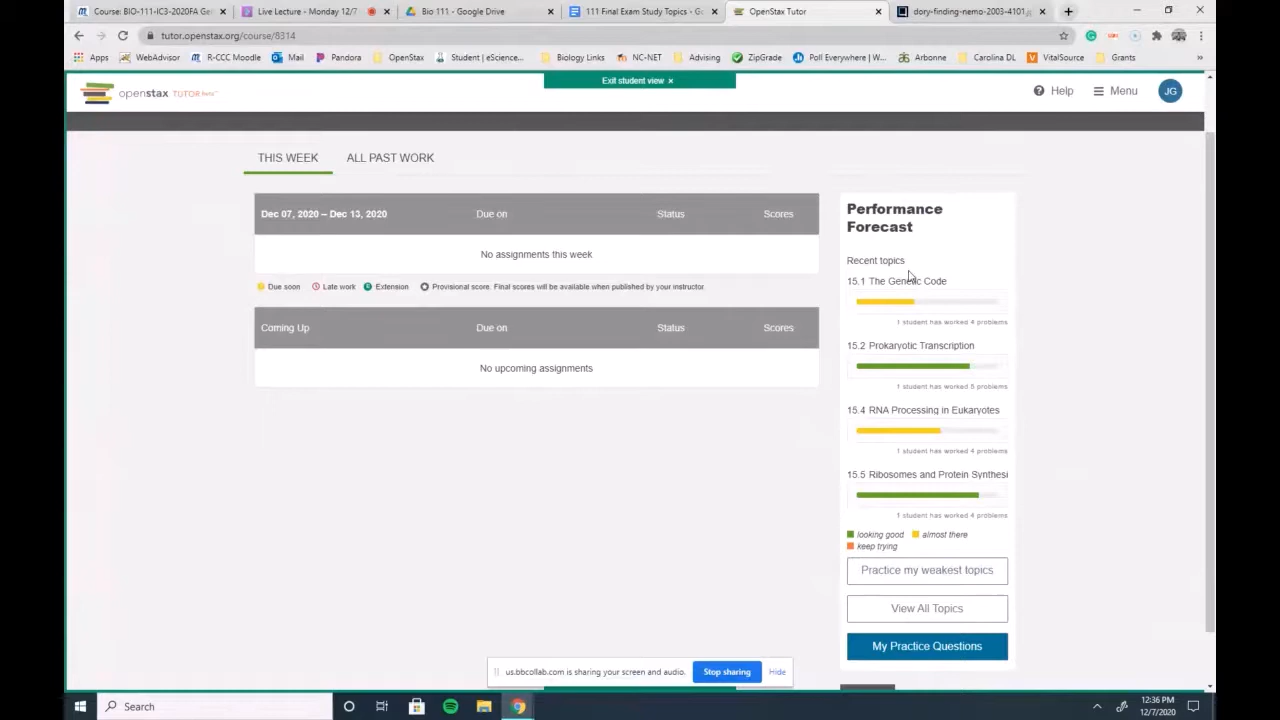 Course: BIO-111-IC3-2020FA Gen
Live Lecture - Monday 12/7
Bio 111 - Google Drive
111 Final Exam Study Topics - Go
OpenStax Tutor
dory-finding-nemo-2003-4101.jp
tutor.openstax.org/course/8314
Apps
WebAdvisor
R-CCC Moodle
Mail
Pandora
OpenStax
Student | eScience...
Biology Links
NC-NET
Advising
ZipGrade
Poll Everywhere | W...
Arbonne
Carolina DL
VitalSource
Grants
»
Exit student view ×
openstax TUTOR beta
Help
Menu
JG
THIS WEEK
ALL PAST WORK
Dec 07, 2020 – Dec 13, 2020 Due on Status Scores
No assignments this week
Due soon Late work Extension Provisional score. Final scores will be available when published by your instructor.
Coming Up Due on Status Scores
No upcoming assignments
Performance
Forecast
Recent topics
15.1 The Genetic Code
1 student has worked 4 problems
15.2 Prokaryotic Transcription
1 student has worked 5 problems
15.4 RNA Processing in Eukaryotes
1 student has worked 4 problems
15.5 Ribosomes and Protein Synthesi
1 student has worked 4 problems
looking good almost there
keep trying
Practice my weakest topics
View All Topics
My Practice Questions
us.bbcollab.com is sharing your screen and audio. Stop sharing Hide
Search
12:36 PM
12/7/2020